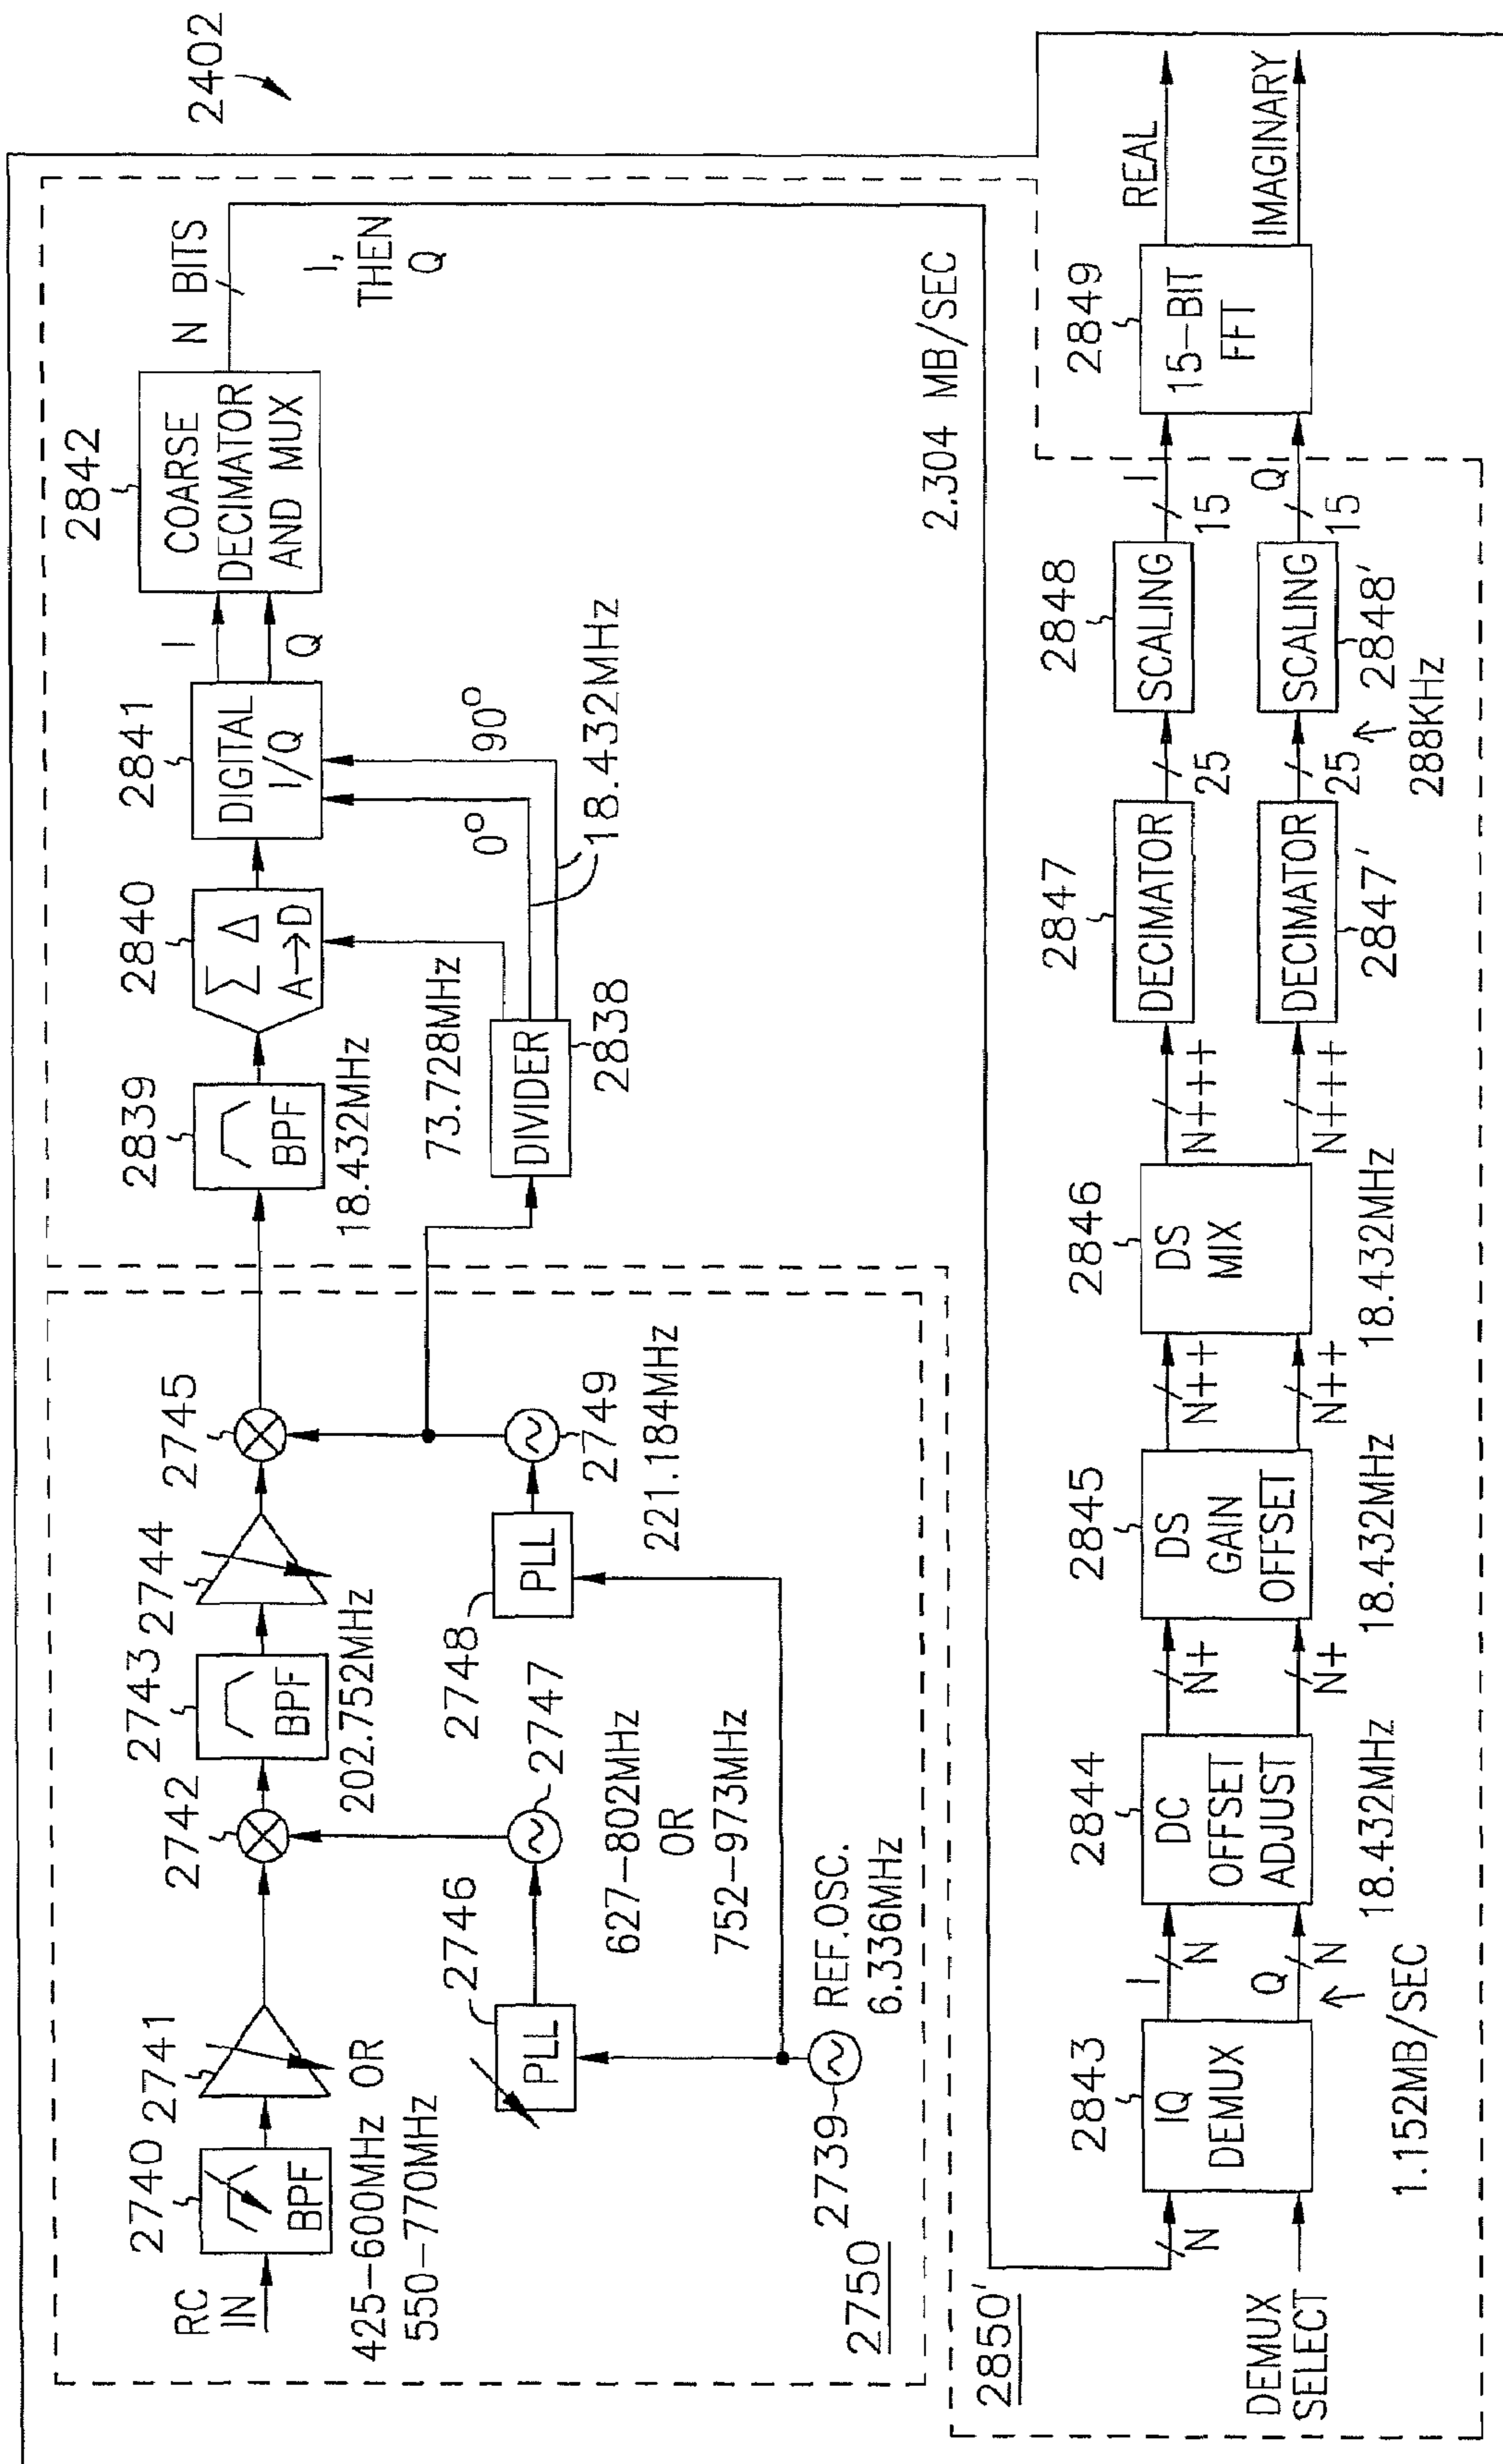 2402
RC
IN
2740
BPF
425-600MHz OR
550-770MHz
2741
2742
2743
BPF
202.752MHz
2744
2745
2746
PLL
2747
627-802MHz
OR
752-973MHz
2748
PLL
2749
221.184MHz
2739
REF.OSC.
6.336MHz
2750
2839
BPF
18.432MHz
2840
Σ Δ
A→D
2841
DIGITAL
I/Q
I
Q
2842
COARSE
DECIMATOR
AND MUX
N BITS
I,
THEN
Q
73.728MHz
DIVIDER
2838
0°
90°
18.432MHz
2.304 MB/SEC
2850'
DEMUX
SELECT
N
2843
IQ
DEMUX
I
N
Q
N
1.152MB/SEC
2844
DC
OFFSET
ADJUST
18.432MHz
N+
N+
2845
DS
GAIN
OFFSET
18.432MHz
N++
N++
2846
DS
MIX
18.432MHz
N+++
N+++
2847
DECIMATOR
DECIMATOR
2847'
25
25
288KHz
2848
SCALING
SCALING
2848'
I
15
Q
15
2849
15-BIT
FFT
REAL
IMAGINARY